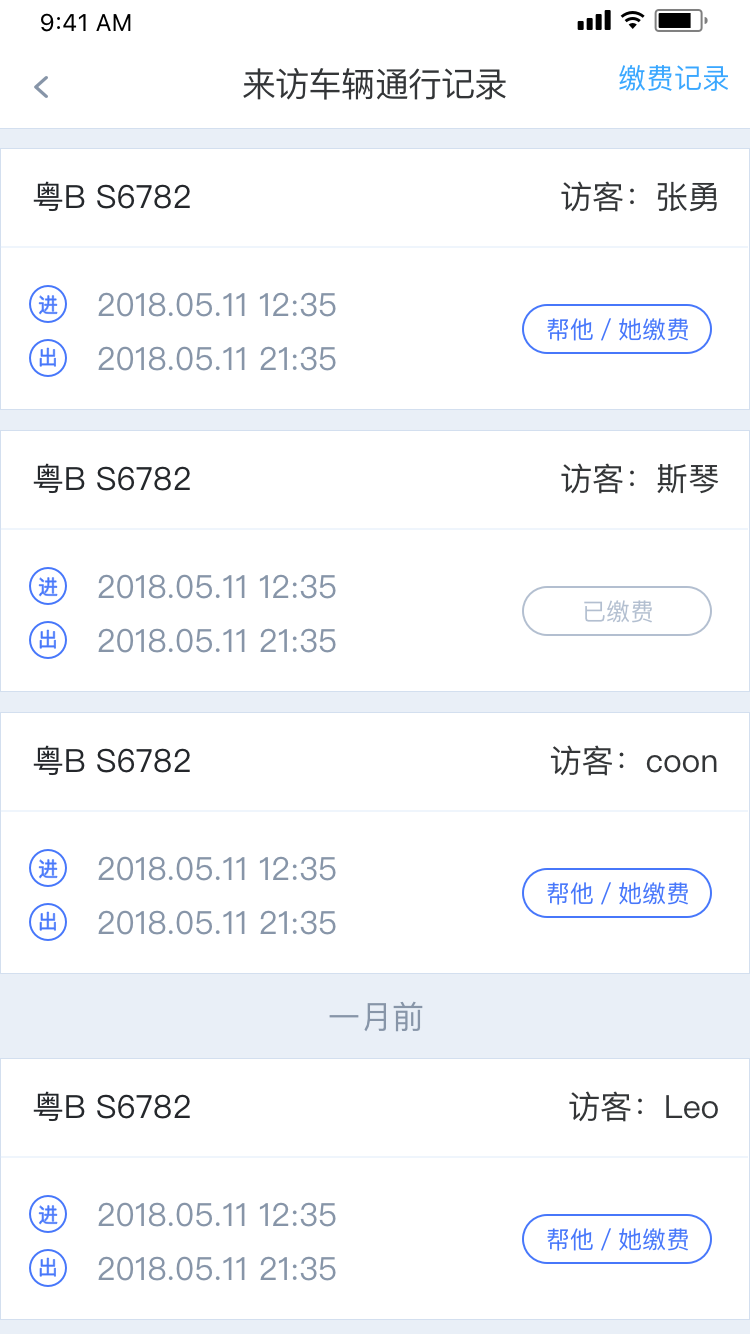 9:41 AM
来访车辆通行记录
缴费记录
粤B S6782
访客：张勇
进 2018.05.11 12:35
出 2018.05.11 21:35
帮他 / 她缴费
粤B S6782
访客：斯琴
进 2018.05.11 12:35
出 2018.05.11 21:35
已缴费
粤B S6782
访客：coon
进 2018.05.11 12:35
出 2018.05.11 21:35
帮他 / 她缴费
一月前
粤B S6782
访客：Leo
进 2018.05.11 12:35
出 2018.05.11 21:35
帮他 / 她缴费